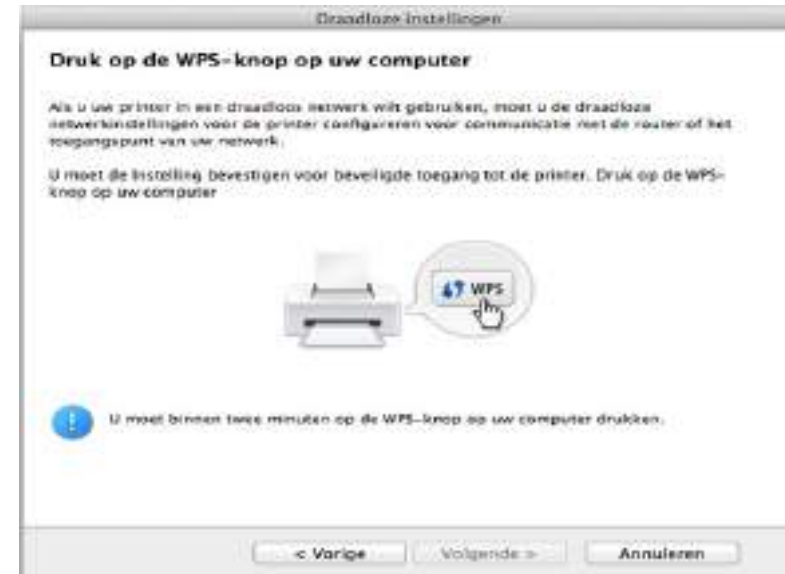 Draadloze instellingen
Druk op de WPS-knop op uw computer
Als u uw printer in een draadloos netwerk wilt gebruiken, moet u de draadloze
netwerkinstellingen voor de printer configureren voor communicatie met de router of het
toegangspunt van uw netwerk.
U moet de instelling bevestigen voor beveiligde toegang tot de printer. Druk op de WPS-
knop op uw computer
WPS
U moet binnen twee minuten op de WPS-knop op uw computer drukken.
< Vorige
Volgende >
Annuleren